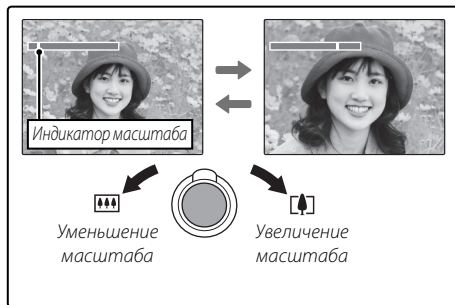 Индикатор масштаба
Уменьшение
масштаба
Увеличение
масштаба